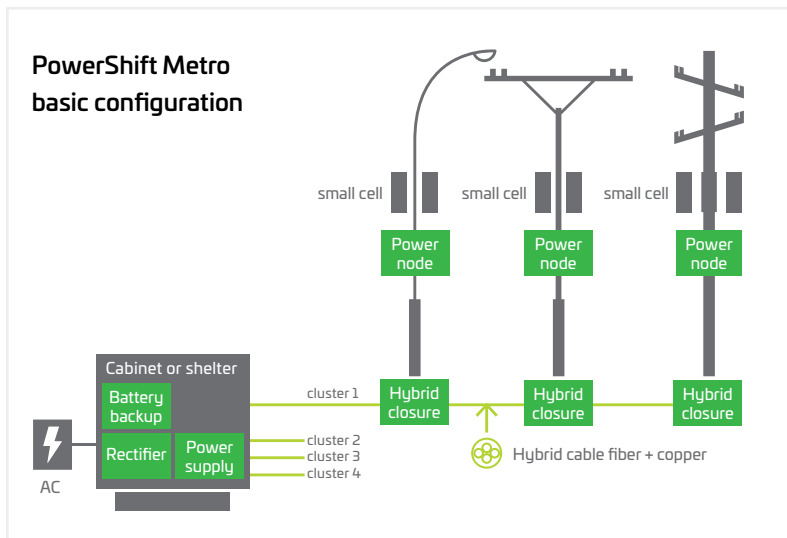 PowerShift Metro
basic configuration
small cell
small cell
small cell
Power
node
Power
node
Power
node
Cabinet or shelter
Battery
backup
Rectifier
Power
supply
AC
cluster 1
cluster 2
cluster 3
cluster 4
Hybrid
closure
Hybrid
closure
Hybrid
closure
Hybrid cable fiber + copper